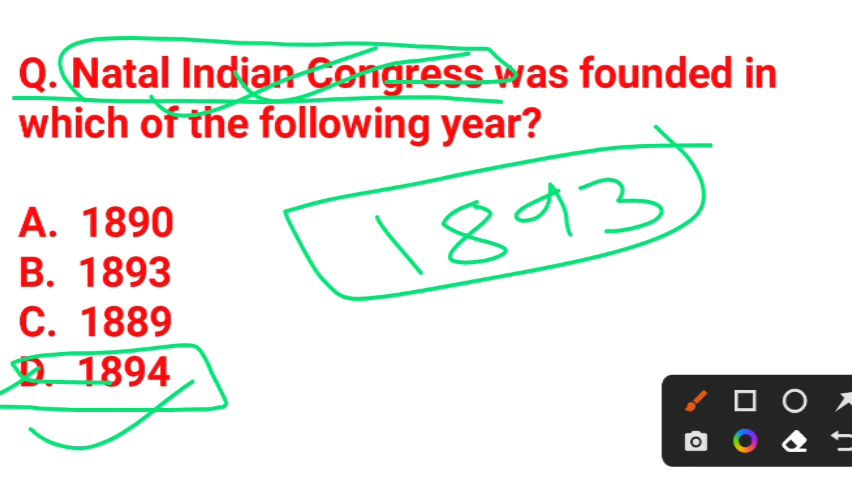 Q. Natal Indian Congress was founded in
which of the following year?
1893
A. 1890
B. 1893
C. 1889
D. 1894